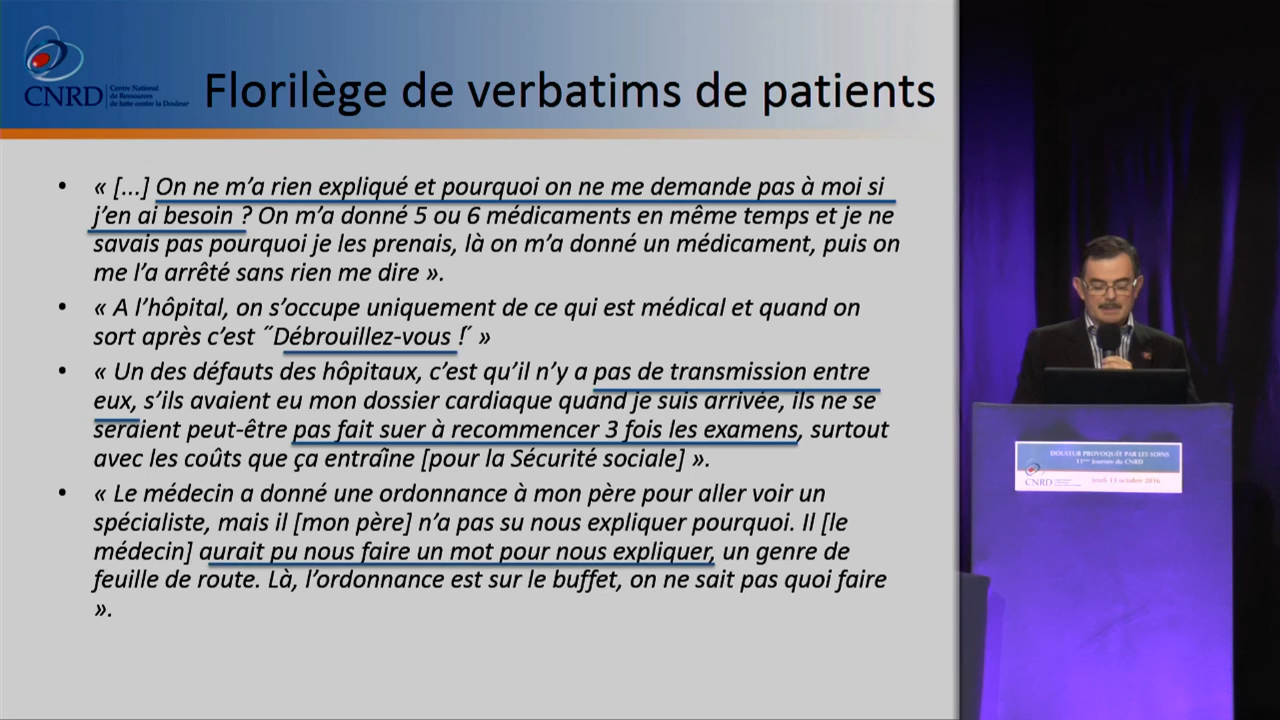 CNRD
Centre National
de Ressources
de lutte contre la Douleur
Florilège de verbatims de patients
• « [...] On ne m’a rien expliqué et pourquoi on ne me demande pas à moi si
j’en ai besoin ? On m’a donné 5 ou 6 médicaments en même temps et je ne
savais pas pourquoi je les prenais, là on m’a donné un médicament, puis on
me l’a arrêté sans rien me dire ».
• « A l’hôpital, on s’occupe uniquement de ce qui est médical et quand on
sort après c’est ˝Débrouillez-vous !˝ »
• « Un des défauts des hôpitaux, c’est qu’il n’y a pas de transmission entre
eux, s’ils avaient eu mon dossier cardiaque quand je suis arrivée, ils ne se
seraient peut-être pas fait suer à recommencer 3 fois les examens, surtout
avec les coûts que ça entraîne [pour la Sécurité sociale] ».
• « Le médecin a donné une ordonnance à mon père pour aller voir un
spécialiste, mais il [mon père] n’a pas su nous expliquer pourquoi. Il [le
médecin] aurait pu nous faire un mot pour nous expliquer, un genre de
feuille de route. Là, l’ordonnance est sur le buffet, on ne sait pas quoi faire
».
DOULEUR PROVOQUÉE PAR LES SOINS
11ème Journée du CNRD
CNRD
Jeudi 13 octobre 2016